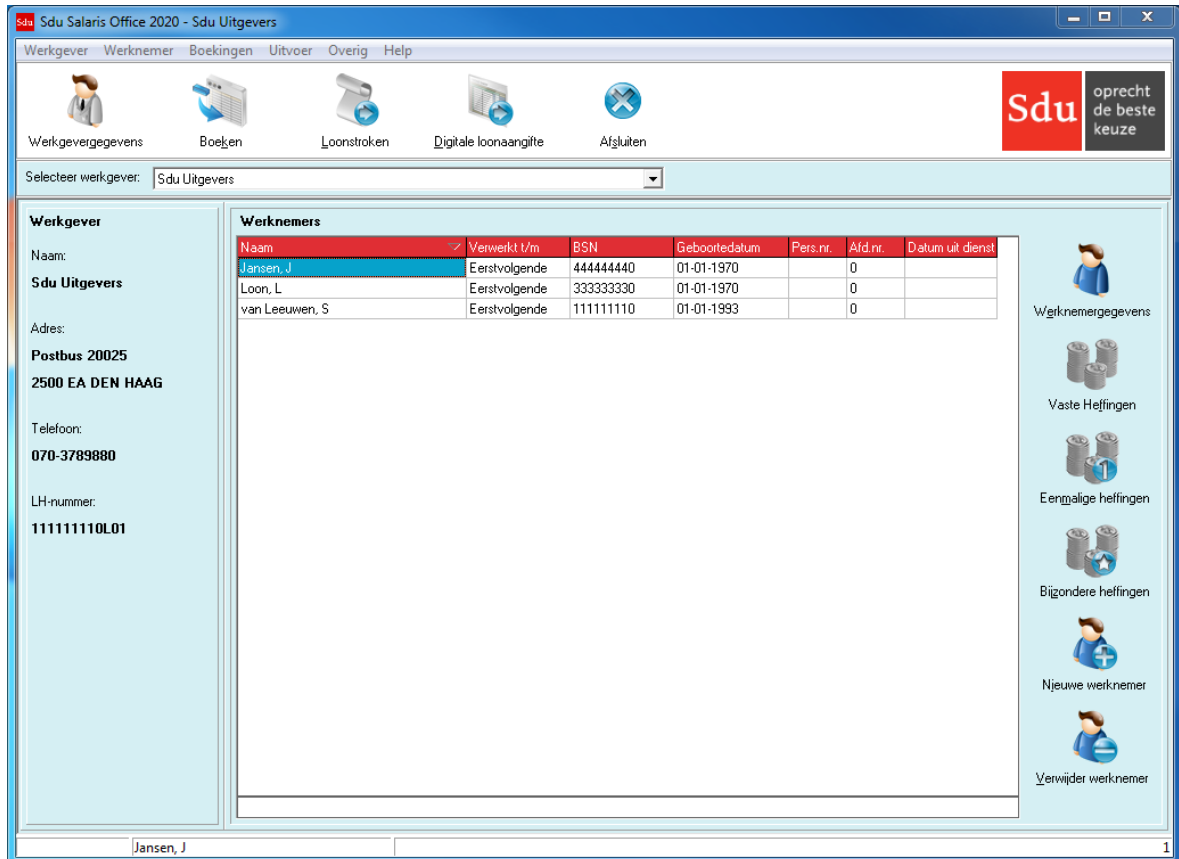 Sdu Sdu Salaris Office 2020 - Sdu Uitgevers
Werkgever Werknemer Boekingen Uitvoer Overig Help
Werkgevergegevens Boeken Loonstroken Digitale loonaangifte Afsluiten
Sdu
oprecht
de beste
keuze
Selecteer werkgever: Sdu Uitgevers
Werkgever
Naam:
Sdu Uitgevers
Adres:
Postbus 20025
2500 EA DEN HAAG
Telefoon:
070-3789880
LH-nummer:
111111110L01
Werknemers
Naam Verwerkt t/m BSN Geboortedatum Pers.nr. Afd.nr. Datum uit dienst
Jansen, J Eerstvolgende 444444440 01-01-1970 0
Loon, L Eerstvolgende 333333330 01-01-1970 0
van Leeuwen, S Eerstvolgende 111111110 01-01-1993 0
Werknemergegevens
Vaste Heffingen
1
Eenmalige heffingen
Bijzondere heffingen
Nieuwe werknemer
Verwijder werknemer
Jansen, J 1